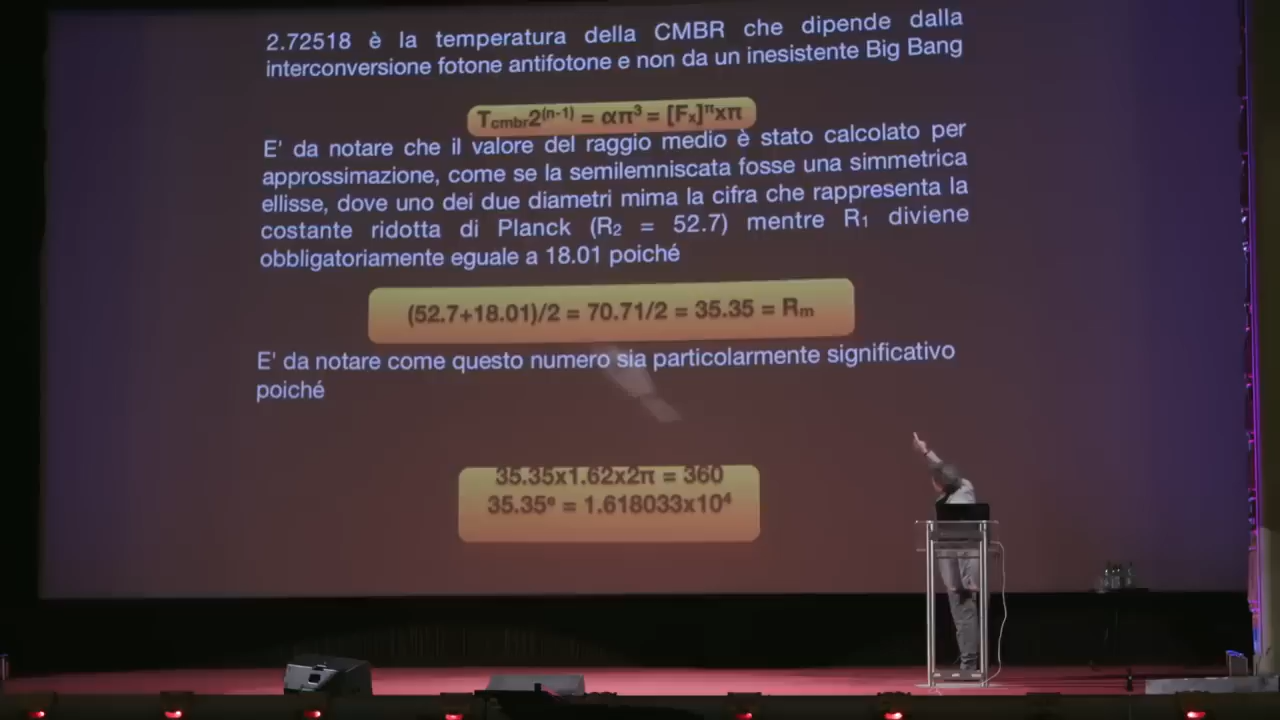 2.72518 è la temperatura della CMBR che dipende dalla
interconversione fotone antifotone e non da un inesistente Big Bang
Tcmbr2⁽ⁿ⁻¹⁾ = απ³ = [Fₓ]ᵖⁱxπ
E' da notare che il valore del raggio medio è stato calcolato per
approssimazione, come se la semilemniscata fosse una simmetrica
ellisse, dove uno dei due diametri mima la cifra che rappresenta la
costante ridotta di Planck (R₂ = 52.7) mentre R₁ diviene
obbligatoriamente eguale a 18.01 poiché
(52.7+18.01)/2 = 70.71/2 = 35.35 = Rₘ
E' da notare come questo numero sia particolarmente significativo
poiché
35.35x1.62x2π = 360
35.35ᵉ = 1.618033x10⁴